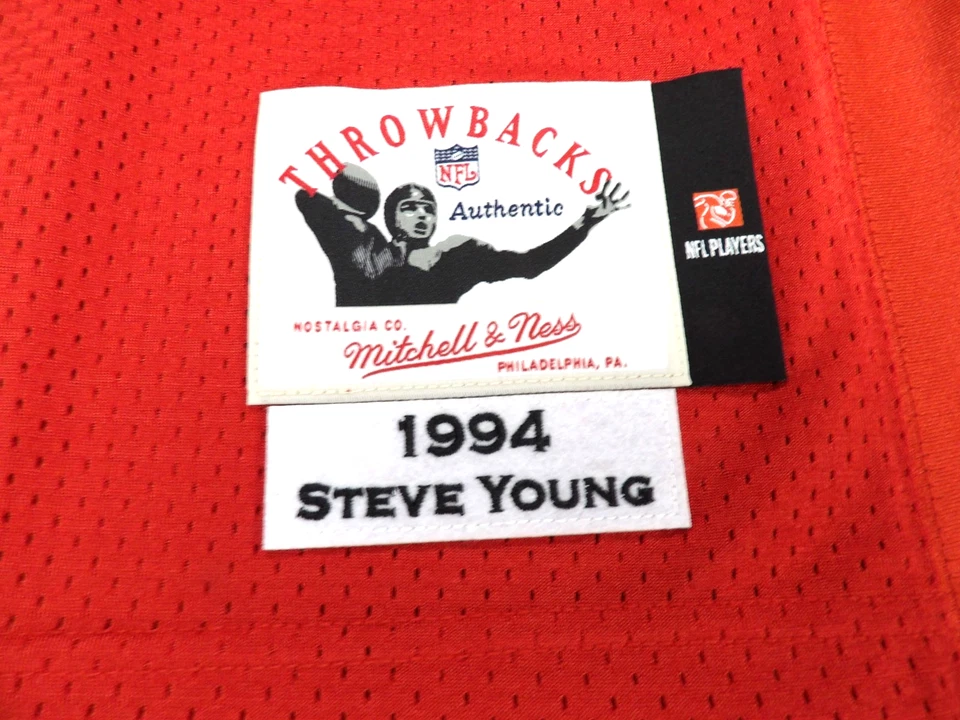 THROWBACKS
NFL
Authentic
NFL PLAYERS
NOSTALGIA CO.
Mitchell & Ness
PHILADELPHIA, PA.
1994
STEVE YOUNG